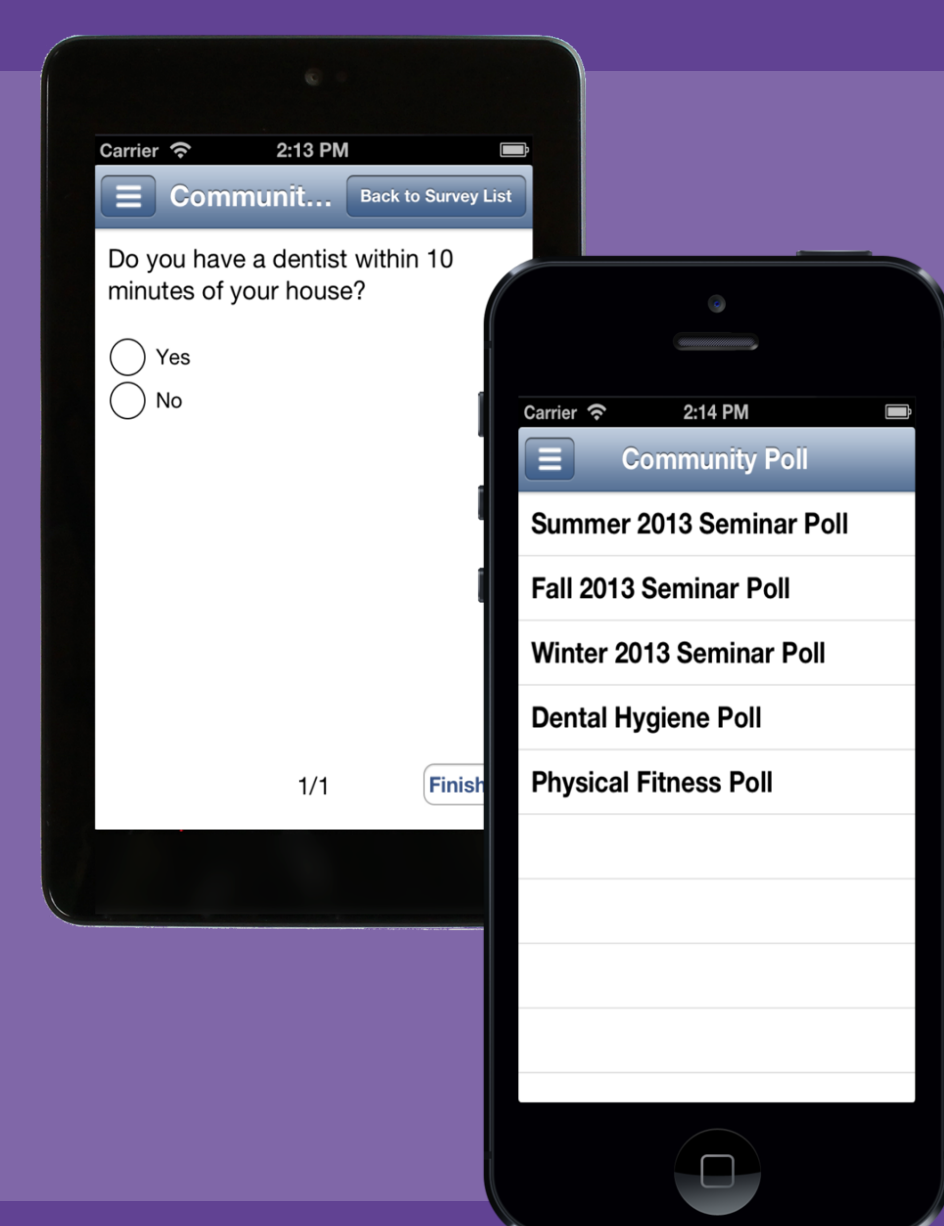 Carrier 2:13 PM
Communit... Back to Survey List
Do you have a dentist within 10
minutes of your house?
Yes
No
1/1 Finish
Carrier 2:14 PM
Community Poll
Summer 2013 Seminar Poll
Fall 2013 Seminar Poll
Winter 2013 Seminar Poll
Dental Hygiene Poll
Physical Fitness Poll